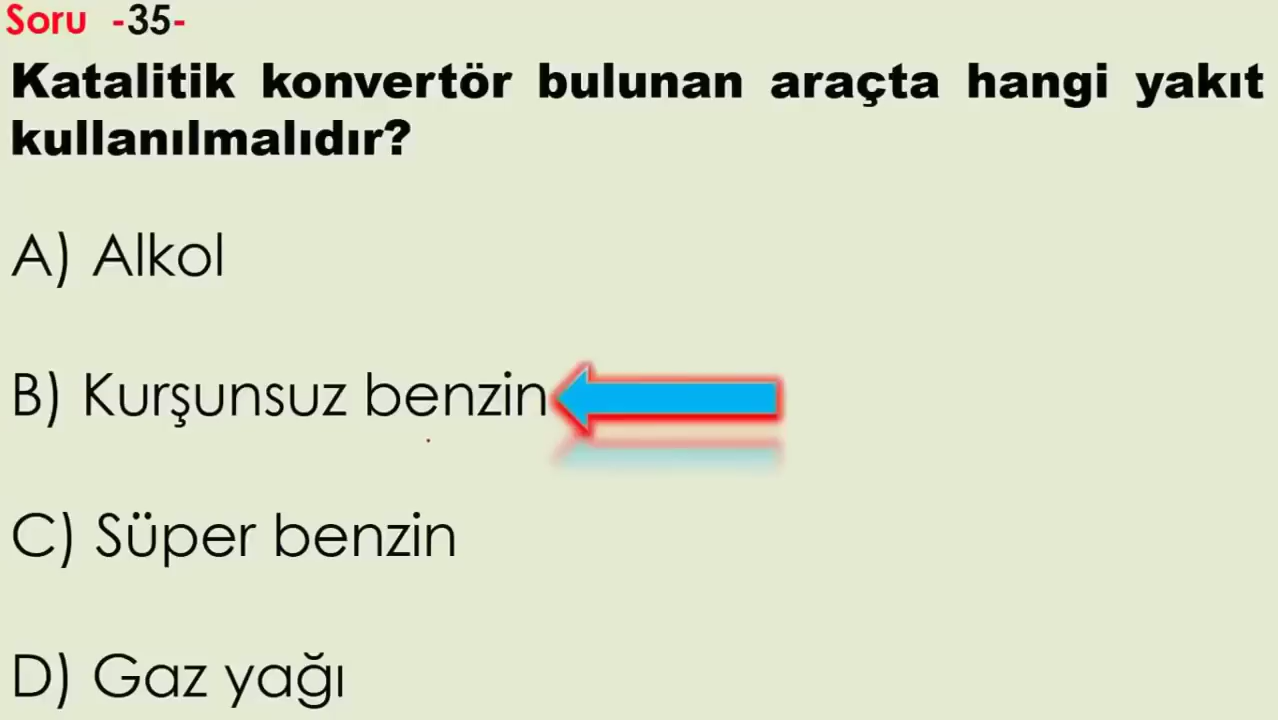 Soru -35-
Katalitik konvertör bulunan araçta hangi yakıt
kullanılmalıdır?
A) Alkol
B) Kurşunsuz benzin
C) Süper benzin
D) Gaz yağı